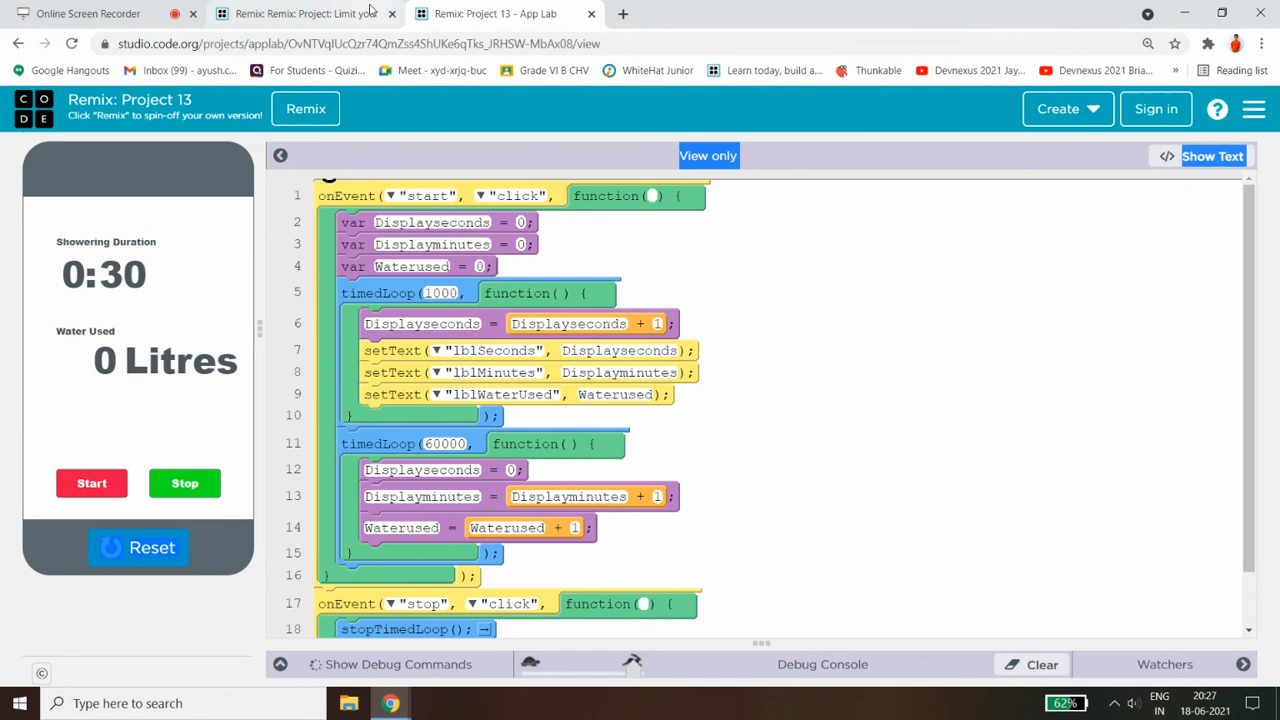 Online Screen Recorder
Remix: Remix: Project: Limit your
Remix: Project 13 - App Lab
studio.code.org/projects/applab/OvNTVqIUcQzr74QmZss4ShUKe6qTks_JRHSW-MbAx08/view
Google Hangouts
Inbox (99) - ayush.c...
For Students - Quizi...
Meet - xyd-xrjq-buc
Grade VI B CHV
WhiteHat Junior
Learn today, build a...
Thunkable
Devnexus 2021 Jay...
Devnexus 2021 Bria...
»
Reading list
C O D E
Remix: Project 13
Click "Remix" to spin-off your own version!
Remix
Create
Sign in
?
View only
</> Show Text
Showering Duration
0:30
Water Used
0 Litres
Start
Stop
Reset
1 onEvent( ▼ "start", ▼ "click", function( ) {
2 var Displayseconds = 0;
3 var Displayminutes = 0;
4 var Waterused = 0;
5 timedLoop(1000, function( ) {
6 Displayseconds = Displayseconds + 1;
7 setText( ▼ "lblSeconds", Displayseconds);
8 setText( ▼ "lblMinutes", Displayminutes);
9 setText( ▼ "lblWaterUsed", Waterused);
10 } );
11 timedLoop(60000, function( ) {
12 Displayseconds = 0;
13 Displayminutes = Displayminutes + 1;
14 Waterused = Waterused + 1;
15 } );
16 } );
17 onEvent( ▼ "stop", ▼ "click", function( ) {
18 stopTimedLoop(); →
©
Show Debug Commands
Debug Console
Clear
Watchers
Type here to search
62%
ENG
IN
20:27
18-06-2021